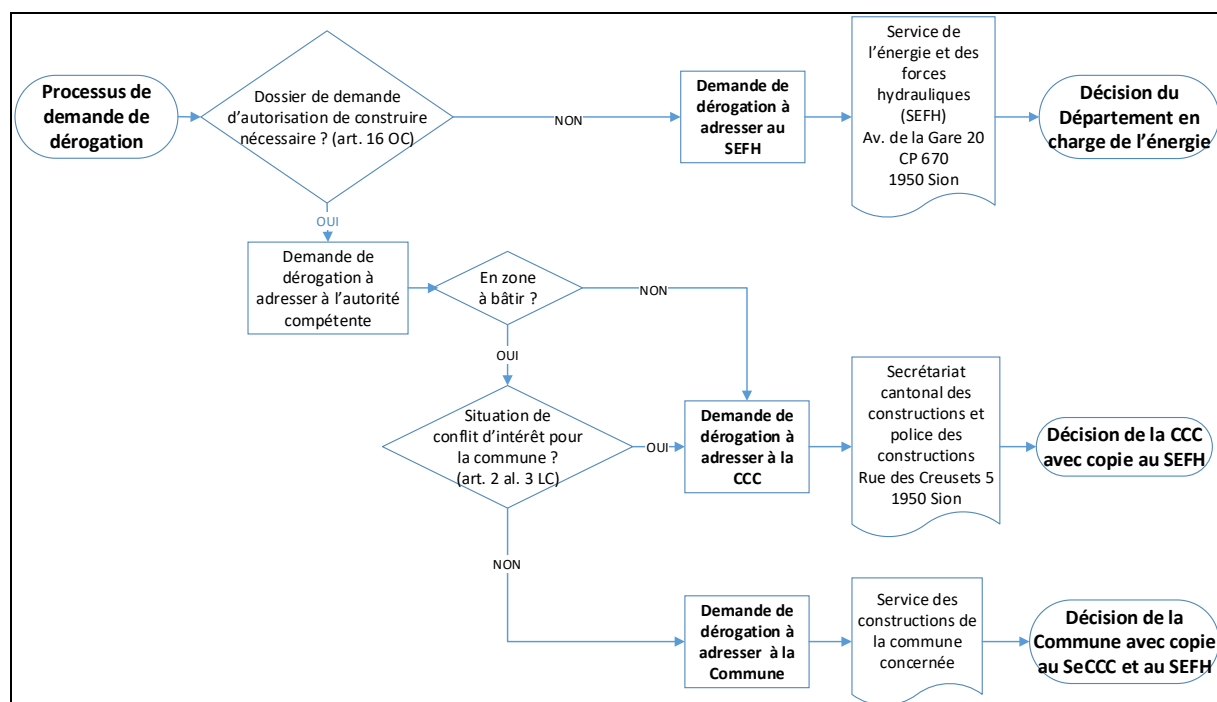 Processus de
demande de
dérogation
Dossier de demande
d'autorisation de construire
nécessaire ? (art. 16 OC)
NON
Demande de
dérogation à
adresser au
SEFH
Service de
l'énergie et des
forces
hydrauliques
(SEFH)
Av. de la Gare 20
CP 670
1950 Sion
Décision du
Département en
charge de l'énergie
OUI
Demande de
dérogation à
adresser à l'autorité
compétente
En zone
à bâtir ?
NON
OUI
Situation de
conflit d'intérêt pour
la commune ?
(art. 2 al. 3 LC)
OUI
Demande de
dérogation à
adresser à la
CCC
Secrétariat
cantonal des
constructions et
police des
constructions
Rue des Creusets 5
1950 Sion
Décision de la CCC
avec copie au SEFH
NON
Demande de
dérogation à
adresser à la
Commune
Service des
constructions de
la commune
concernée
Décision de la
Commune avec copie
au SeCCC et au SEFH